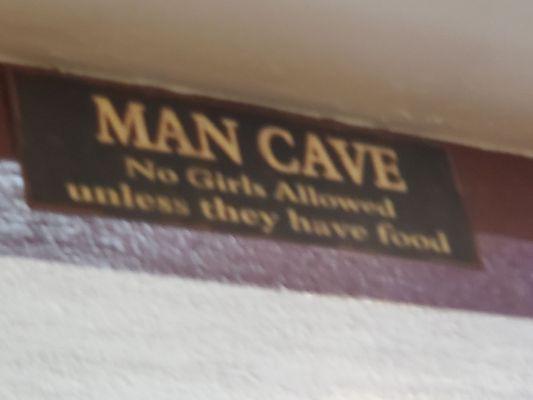 MAN CAVE
No Girls Allowed
unless they have food